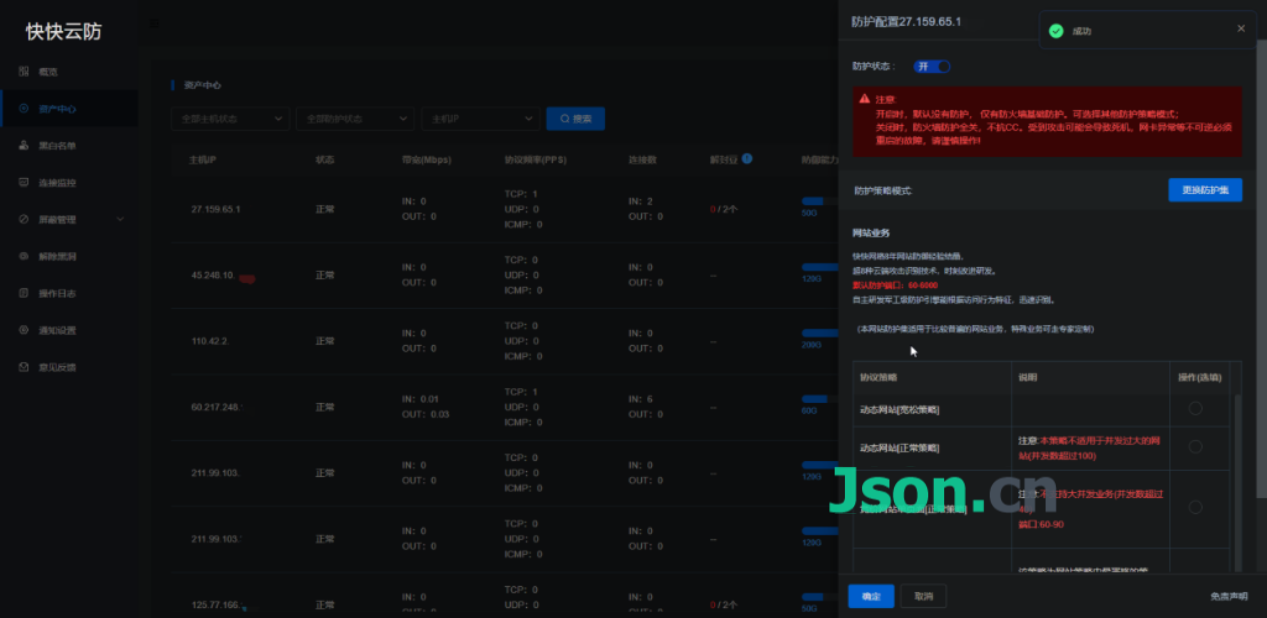 快快云防
概览
资产中心
黑白名单
连接监控
屏蔽管理
解除黑洞
操作日志
通知设置
意见反馈
资产中心
全部主机状态
全部防护状态
主机IP
搜索
主机IP 状态 带宽(Mbps) 协议频率(PPS) 连接数 解封豆 防御能力
27.159.65.1 正常 IN: 0 OUT: 0 TCP: 1 UDP: 0 ICMP: 0 IN: 2 OUT: 0 0 / 2个 50G
45.248.10. 正常 IN: 0 OUT: 0 TCP: 0 UDP: 0 ICMP: 0 IN: 0 OUT: 0 -- 120G
110.42.2. 正常 IN: 0 OUT: 0 TCP: 0 UDP: 0 ICMP: 0 IN: 0 OUT: 0 -- 200G
60.217.248. 正常 IN: 0.01 OUT: 0.03 TCP: 1 UDP: 0 ICMP: 0 IN: 6 OUT: 0 -- 60G
211.99.103. 正常 IN: 0 OUT: 0 TCP: 0 UDP: 0 ICMP: 0 IN: 0 OUT: 0 -- 120G
211.99.103. 正常 IN: 0 OUT: 0 TCP: 0 UDP: 0 ICMP: 0 IN: 0 OUT: 0 -- 120G
125.77.166. 正常 IN: 0 OUT: 0 TCP: 0 UDP: 0 IN: 0 OUT: 0 0 / 2个 50G
防护配置27.159.65.1
成功
防护状态： 开
注意
开启时，默认没有防护， 仅有防火墙基础防护。可选择其他防护策略模式；
关闭时，防火墙防护全关，不抗CC。受到攻击可能会导致死机、网卡异常等不可逆必须
重启的故障，请谨慎操作!
防护策略模式:
更换防护集
网站业务
快快网络8年网站防御经验结晶。
超8种云端攻击识别技术，时刻改进研发。
默认防护端口：60-9000
自主研发军工级防护引擎能根据访问行为特征，迅速识别。
(本网站防护集适用于比较普遍的网站业务，特殊业务可走专家定制)
协议策略 说明 操作(选填)
动态网站[宽松策略]
动态网站[正常策略] 注意:本策略不适用于并发过大的网
站(并发数超过100)
持大并发业务(并发数超过
[正常策略]
端口:60-90
Json.cn
确定
取消
免责声明